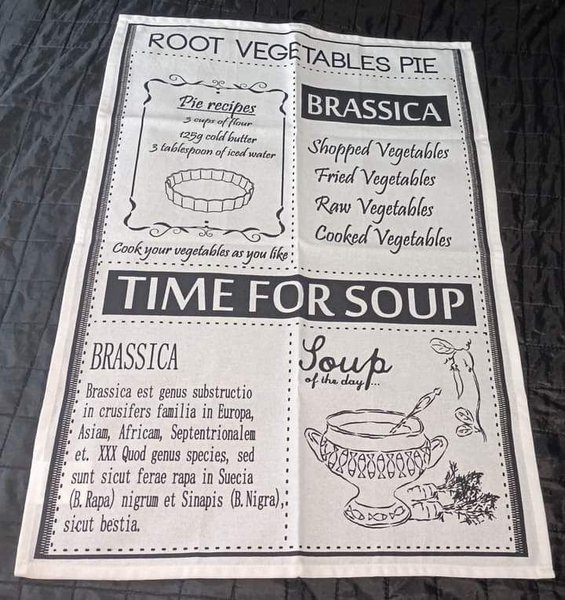 ROOT VEGETABLES PIE
Pie recipes
3 cups of flour
125g cold butter
3 tablespoon of iced water
Cook your vegetables as you like
BRASSICA
Shopped Vegetables
Fried Vegetables
Raw Vegetables
Cooked Vegetables
TIME FOR SOUP
BRASSICA
Brassica est genus substructio
in crusifers familia in Europa,
Asiam, Africam, Septentrionalem
et. XXX Quod genus species, sed
sunt sicut ferae rapa in Suecia
(B. Rapa) nigrum et Sinapis (B. Nigra),
sicut bestia.
Soup
of the day...